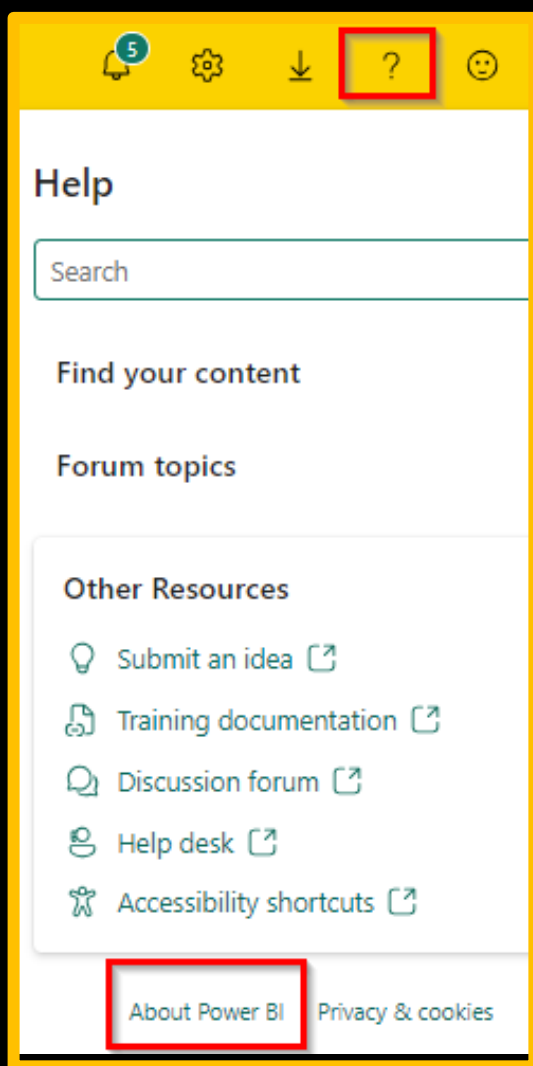 5
?
Help
Search
Find your content
Forum topics
Other Resources
Submit an idea
Training documentation
Discussion forum
Help desk
Accessibility shortcuts
About Power BI Privacy & cookies